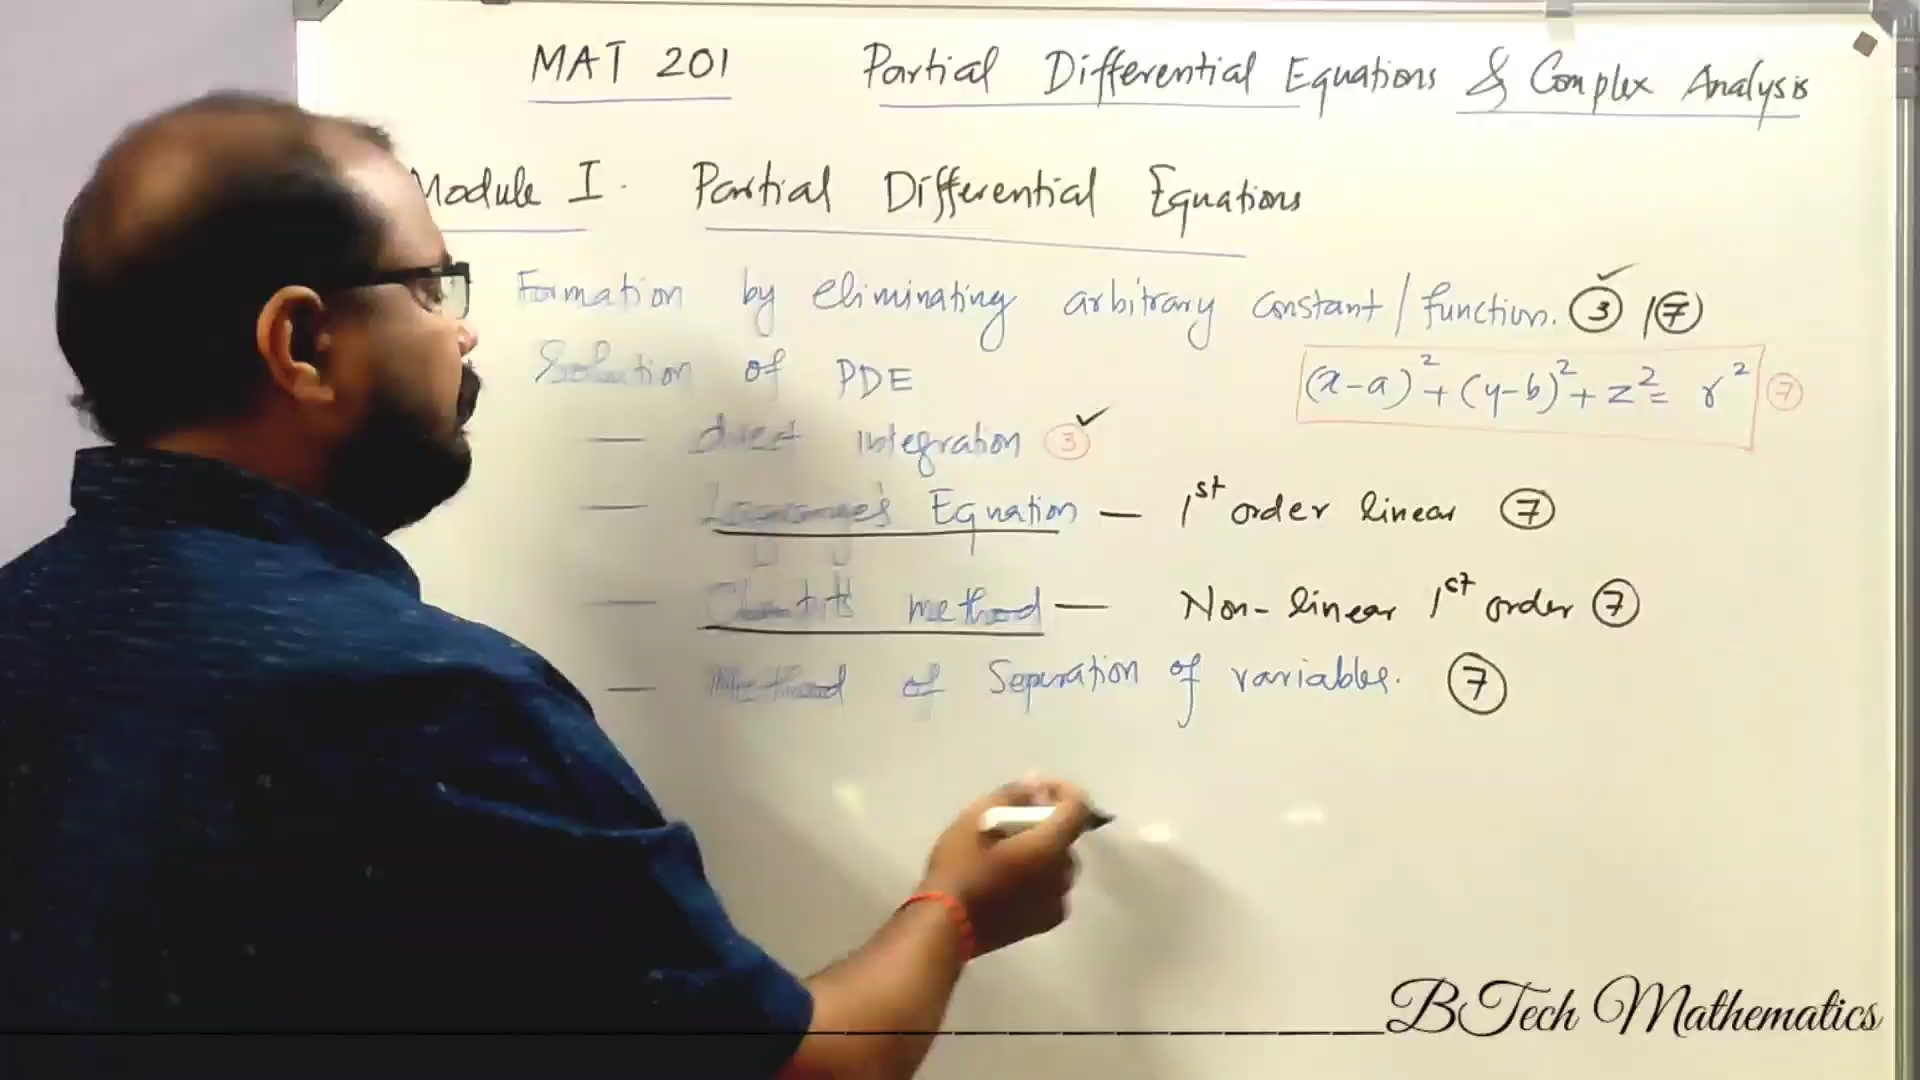 MAT 201 Partial Differential Equations & Complex Analysis
Module I. Partial Differential Equations
Formation by eliminating arbitrary constant / function. 3 / 7
Solution of PDE
(x-a)² + (y-b)² + z² = r² 7
— direct integration 3 ✓
— Lagrange's Equation — 1st order linear 7
— Charpit's method — Non-linear 1st order 7
— Method of Separation of variables. 7
BTech Mathematics